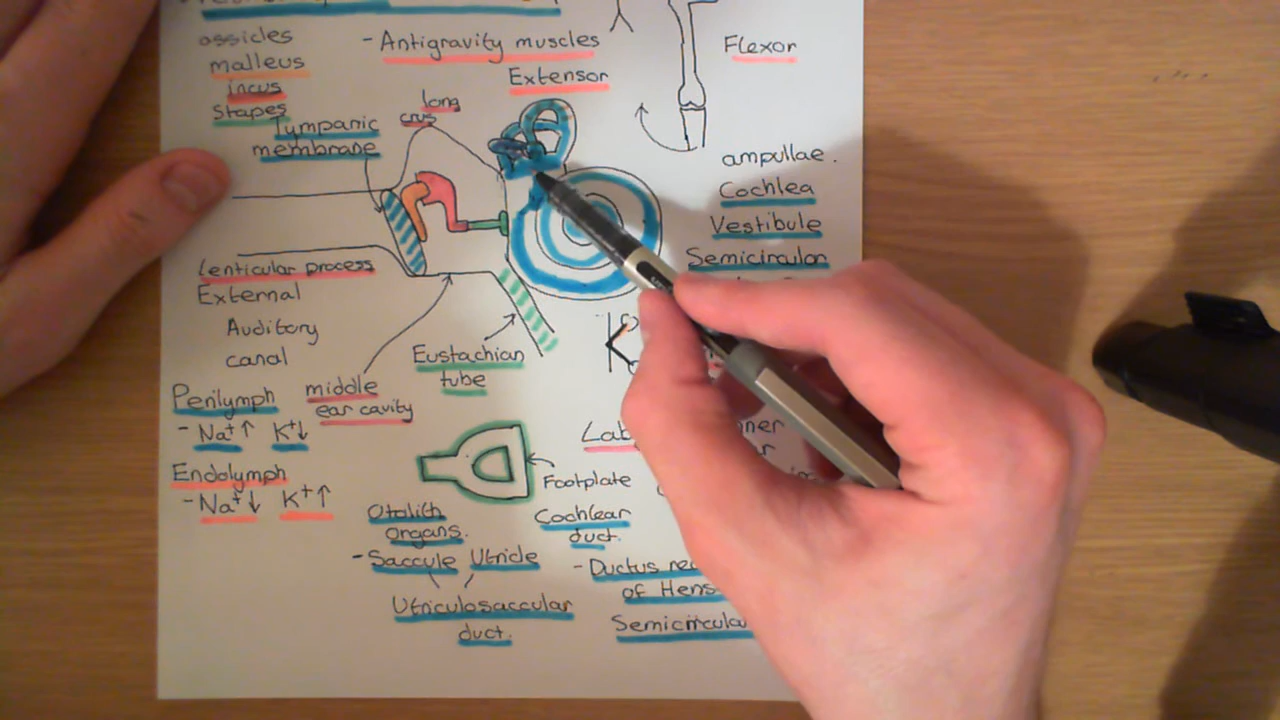 ossicles
malleus
incus
Stapes
- Antigravity muscles
Extensor
Flexor
long
crus
Tympanic
membrane
ampullae.
Cochlea
Vestibule
Lenticular process
External
Auditory
canal
Eustachian
tube
middle
ear cavity
Perilymph
- Na+↑ K+↓
Endolymph
- Na+↓ K+↑
Footplate
Otolith
Organs.
- Saccule Utricle
Utriculosaccular
duct.
Cochlear
duct.
- Ductus
of Hens